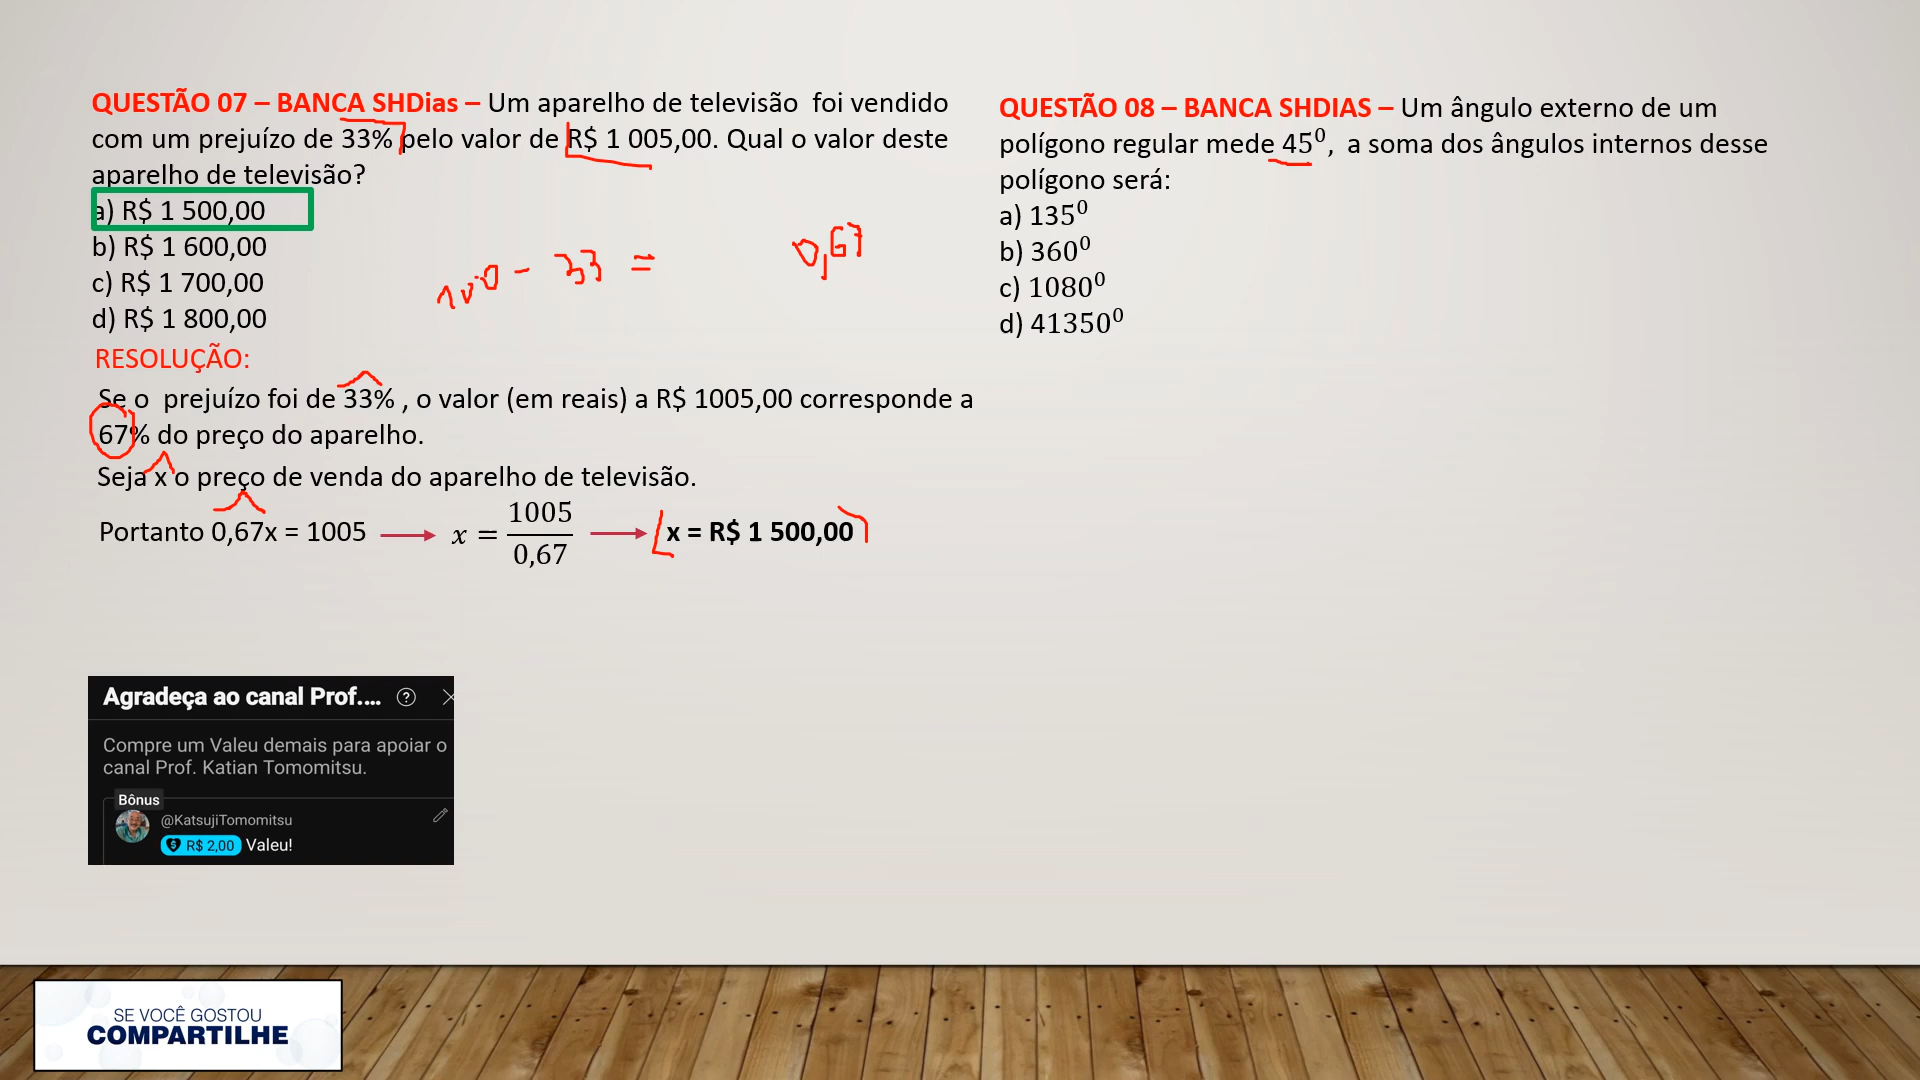 QUESTÃO 07 – BANCA SHDias – Um aparelho de televisão foi vendido
com um prejuízo de 33% pelo valor de R$ 1 005,00. Qual o valor deste
aparelho de televisão?
a) R$ 1 500,00
b) R$ 1 600,00
c) R$ 1 700,00
d) R$ 1 800,00
100 - 33 = 0,67
RESOLUÇÃO:
Se o prejuízo foi de 33% , o valor (em reais) a R$ 1005,00 corresponde a
67% do preço do aparelho.
Seja x o preço de venda do aparelho de televisão.
Portanto 0,67x = 1005 → x = 1005/0,67 → x = R$ 1 500,00
QUESTÃO 08 – BANCA SHDIAS – Um ângulo externo de um
polígono regular mede 45⁰, a soma dos ângulos internos desse
polígono será:
a) 135⁰
b) 360⁰
c) 1080⁰
d) 41350⁰
Agradeça ao canal Prof....
Compre um Valeu demais para apoiar o
canal Prof. Katian Tomomitsu.
Bônus
@KatsujiTomomitsu
R$ 2,00 Valeu!
SE VOCÊ GOSTOU
COMPARTILHE